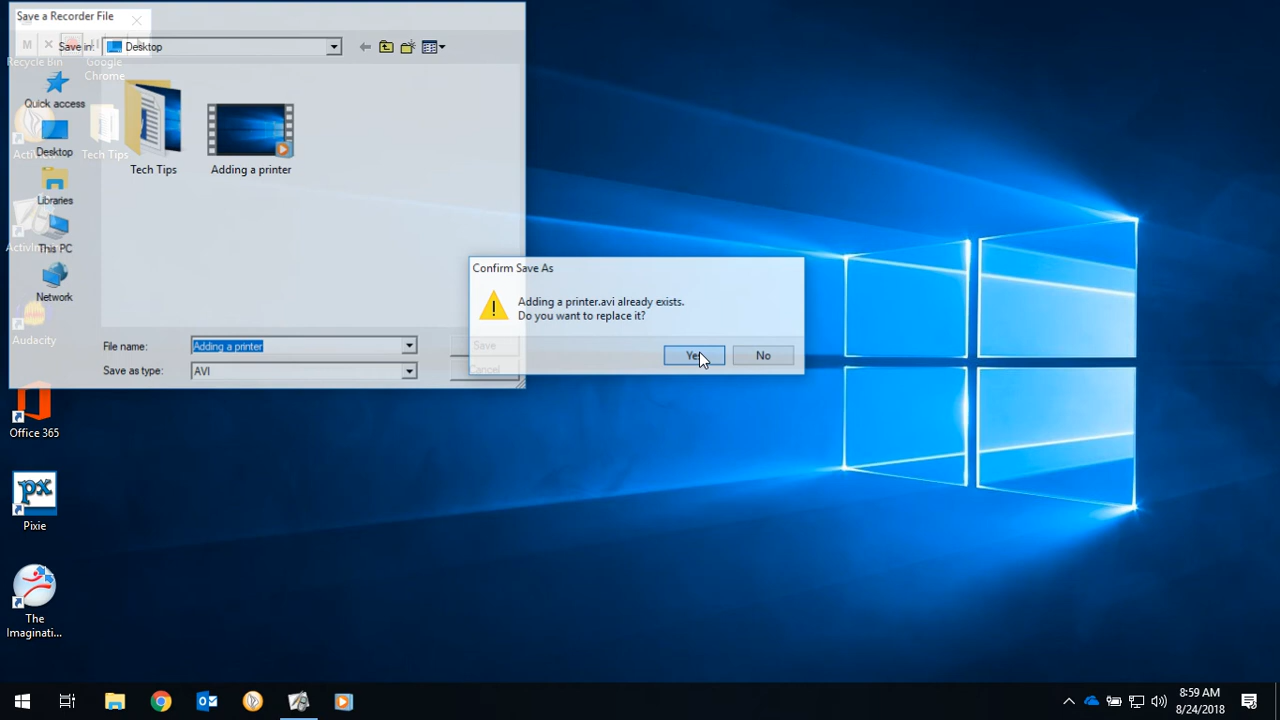 Save a Recorder File
Save in:
Desktop
Recycle Bin
Google
Chrome
Quick access
Desktop
Tech Tips
Libraries
This PC
Network
Audacity
Tech Tips
Adding a printer
File name:
Adding a printer
Save
Save as type:
AVI
Cancel
Confirm Save As
Adding a printer.avi already exists.
Do you want to replace it?
Yes
No
Office 365
px
Pixie
The
Imaginati...
8:59 AM
8/24/2018